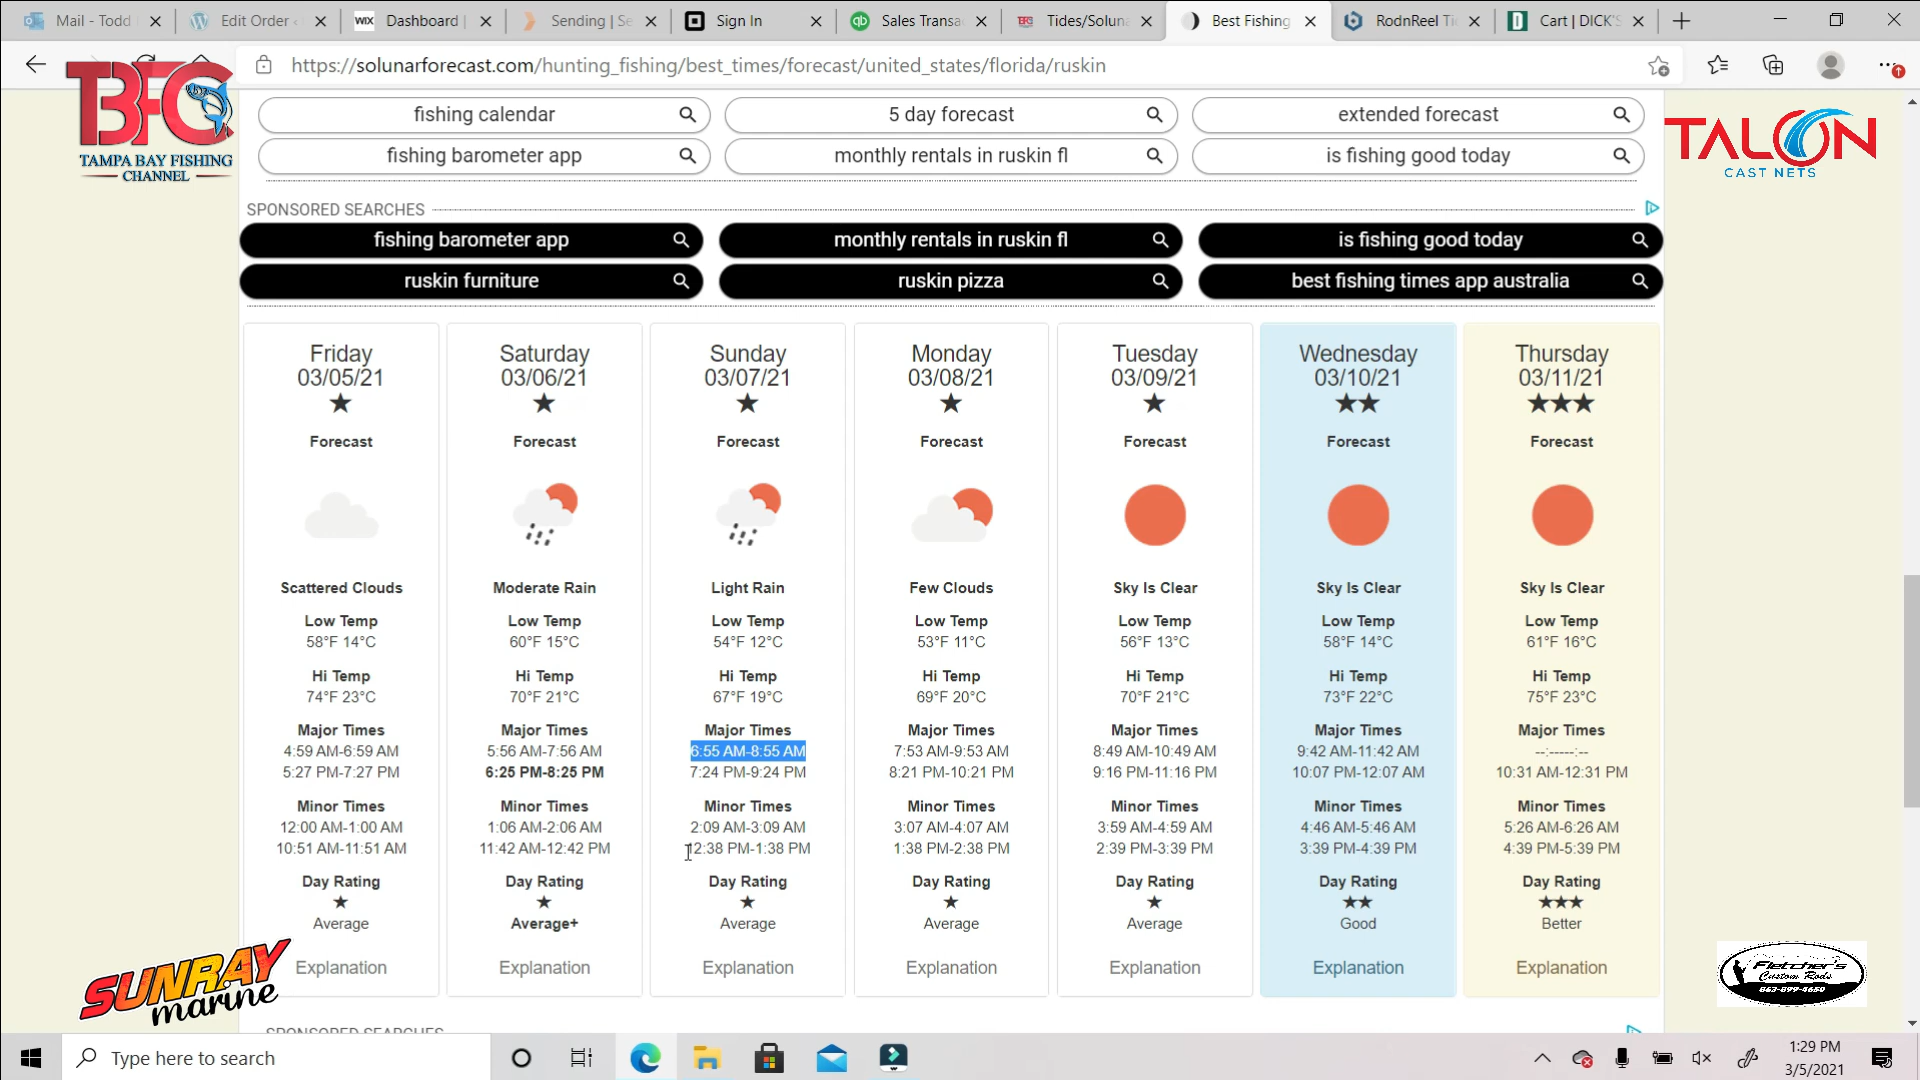 Mail - Todd
Edit Order
WIX Dashboard |
Sending | Se
Sign In
qb Sales Transa
Tides/Soluna
Best Fishing
RodnReel Ti
Cart | DICK'S
https://solunarforecast.com/hunting_fishing/best_times/forecast/united_states/florida/ruskin
TBFC
TAMPA BAY FISHING
CHANNEL
TALON
CAST NETS
fishing calendar
5 day forecast
extended forecast
fishing barometer app
monthly rentals in ruskin fl
is fishing good today
SPONSORED SEARCHES
fishing barometer app
monthly rentals in ruskin fl
is fishing good today
ruskin furniture
ruskin pizza
best fishing times app australia
Friday
03/05/21
★
Forecast
Scattered Clouds
Low Temp
58°F 14°C
Hi Temp
74°F 23°C
Major Times
4:59 AM-6:59 AM
5:27 PM-7:27 PM
Minor Times
12:00 AM-1:00 AM
10:51 AM-11:51 AM
Day Rating
★
Average
Explanation
Saturday
03/06/21
★
Forecast
Moderate Rain
Low Temp
60°F 15°C
Hi Temp
70°F 21°C
Major Times
5:56 AM-7:56 AM
6:25 PM-8:25 PM
Minor Times
1:06 AM-2:06 AM
11:42 AM-12:42 PM
Day Rating
★
Average+
Explanation
Sunday
03/07/21
★
Forecast
Light Rain
Low Temp
54°F 12°C
Hi Temp
67°F 19°C
Major Times
6:55 AM-8:55 AM
7:24 PM-9:24 PM
Minor Times
2:09 AM-3:09 AM
12:38 PM-1:38 PM
Day Rating
★
Average
Explanation
Monday
03/08/21
★
Forecast
Few Clouds
Low Temp
53°F 11°C
Hi Temp
69°F 20°C
Major Times
7:53 AM-9:53 AM
8:21 PM-10:21 PM
Minor Times
3:07 AM-4:07 AM
1:38 PM-2:38 PM
Day Rating
★
Average
Explanation
Tuesday
03/09/21
★
Forecast
Sky Is Clear
Low Temp
56°F 13°C
Hi Temp
70°F 21°C
Major Times
8:49 AM-10:49 AM
9:16 PM-11:16 PM
Minor Times
3:59 AM-4:59 AM
2:39 PM-3:39 PM
Day Rating
★
Average
Explanation
Wednesday
03/10/21
★★
Forecast
Sky Is Clear
Low Temp
58°F 14°C
Hi Temp
73°F 22°C
Major Times
9:42 AM-11:42 AM
10:07 PM-12:07 AM
Minor Times
4:46 AM-5:46 AM
3:39 PM-4:39 PM
Day Rating
★★
Good
Explanation
Thursday
03/11/21
★★★
Forecast
Sky Is Clear
Low Temp
61°F 16°C
Hi Temp
75°F 23°C
Major Times
--:-----:--
10:31 AM-12:31 PM
Minor Times
5:26 AM-6:26 AM
4:39 PM-5:39 PM
Day Rating
★★★
Better
Explanation
SUNRAY
marine
Fletcher's
Custom Rods
863-899-4650
SPONSORED SEARCHES
Type here to search
1:29 PM
3/5/2021